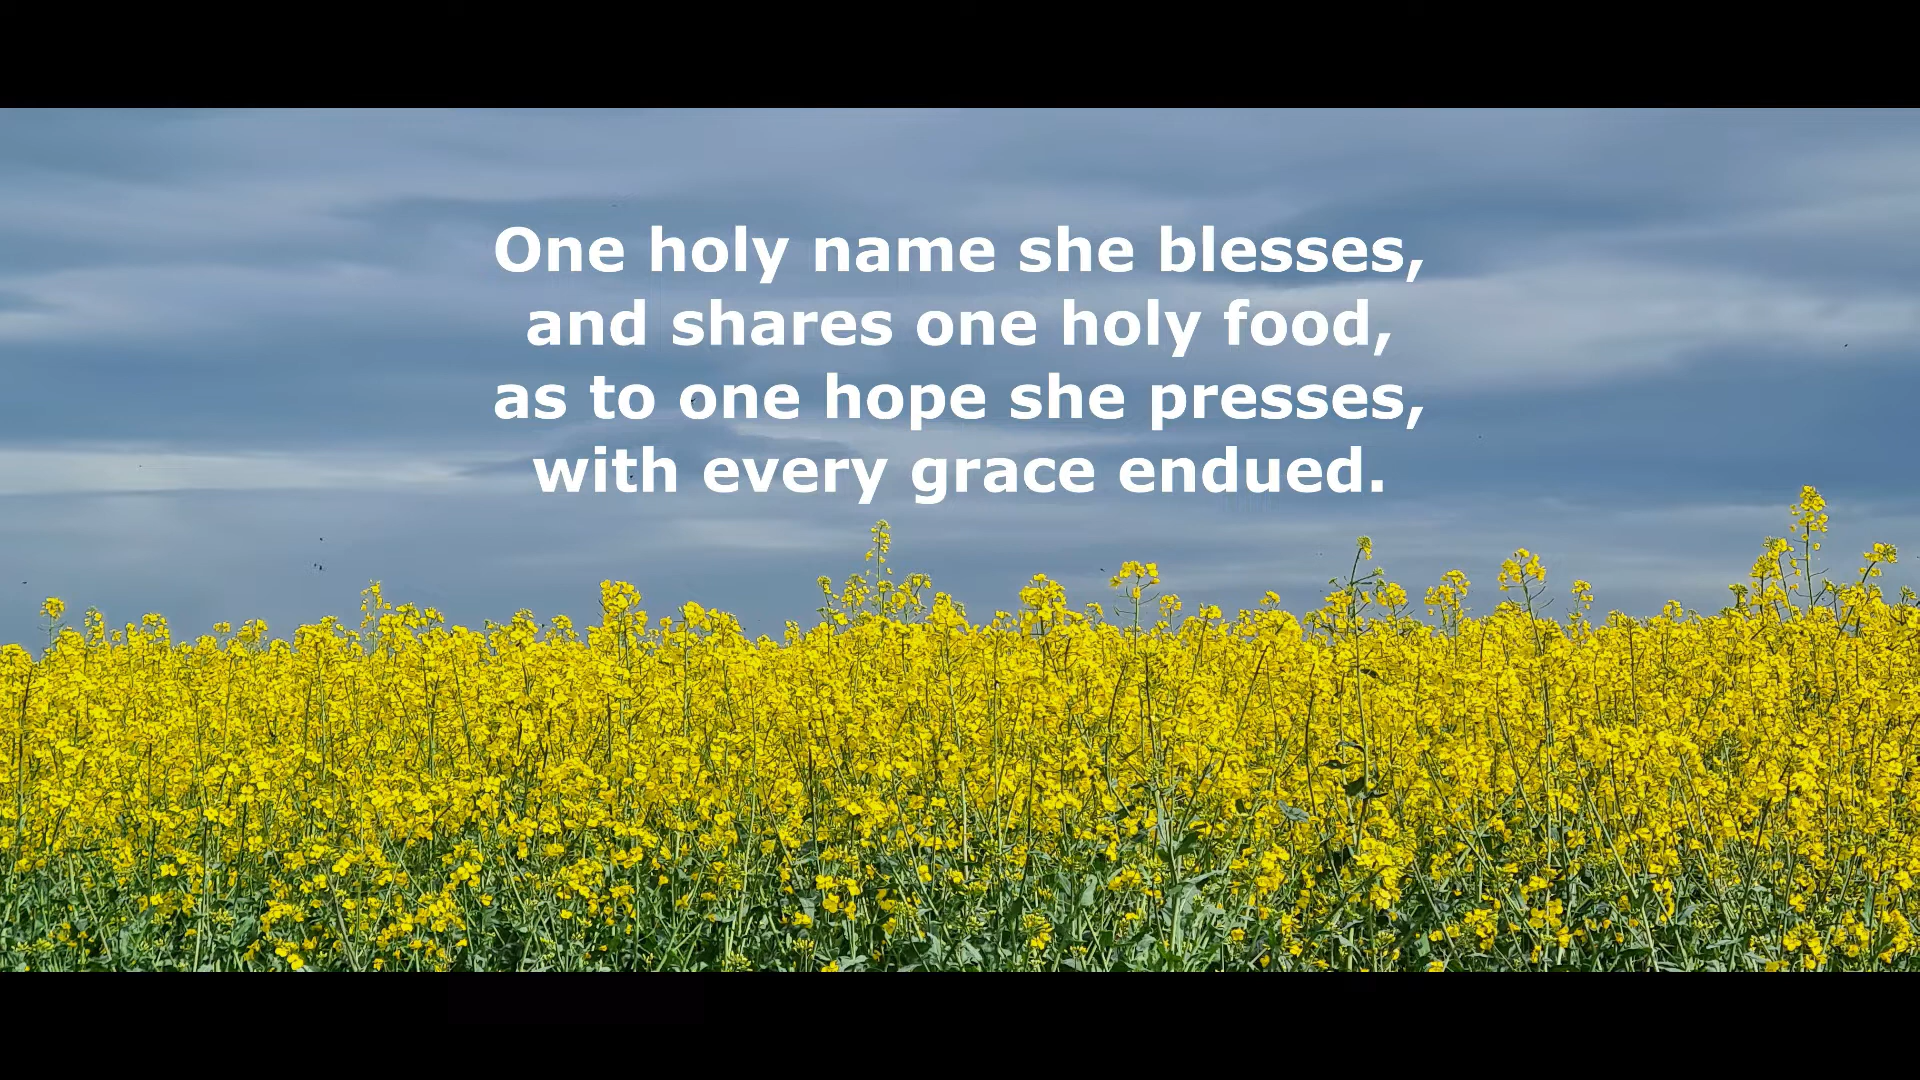 One holy name she blesses,
and shares one holy food,
as to one hope she presses,
with every grace endued.